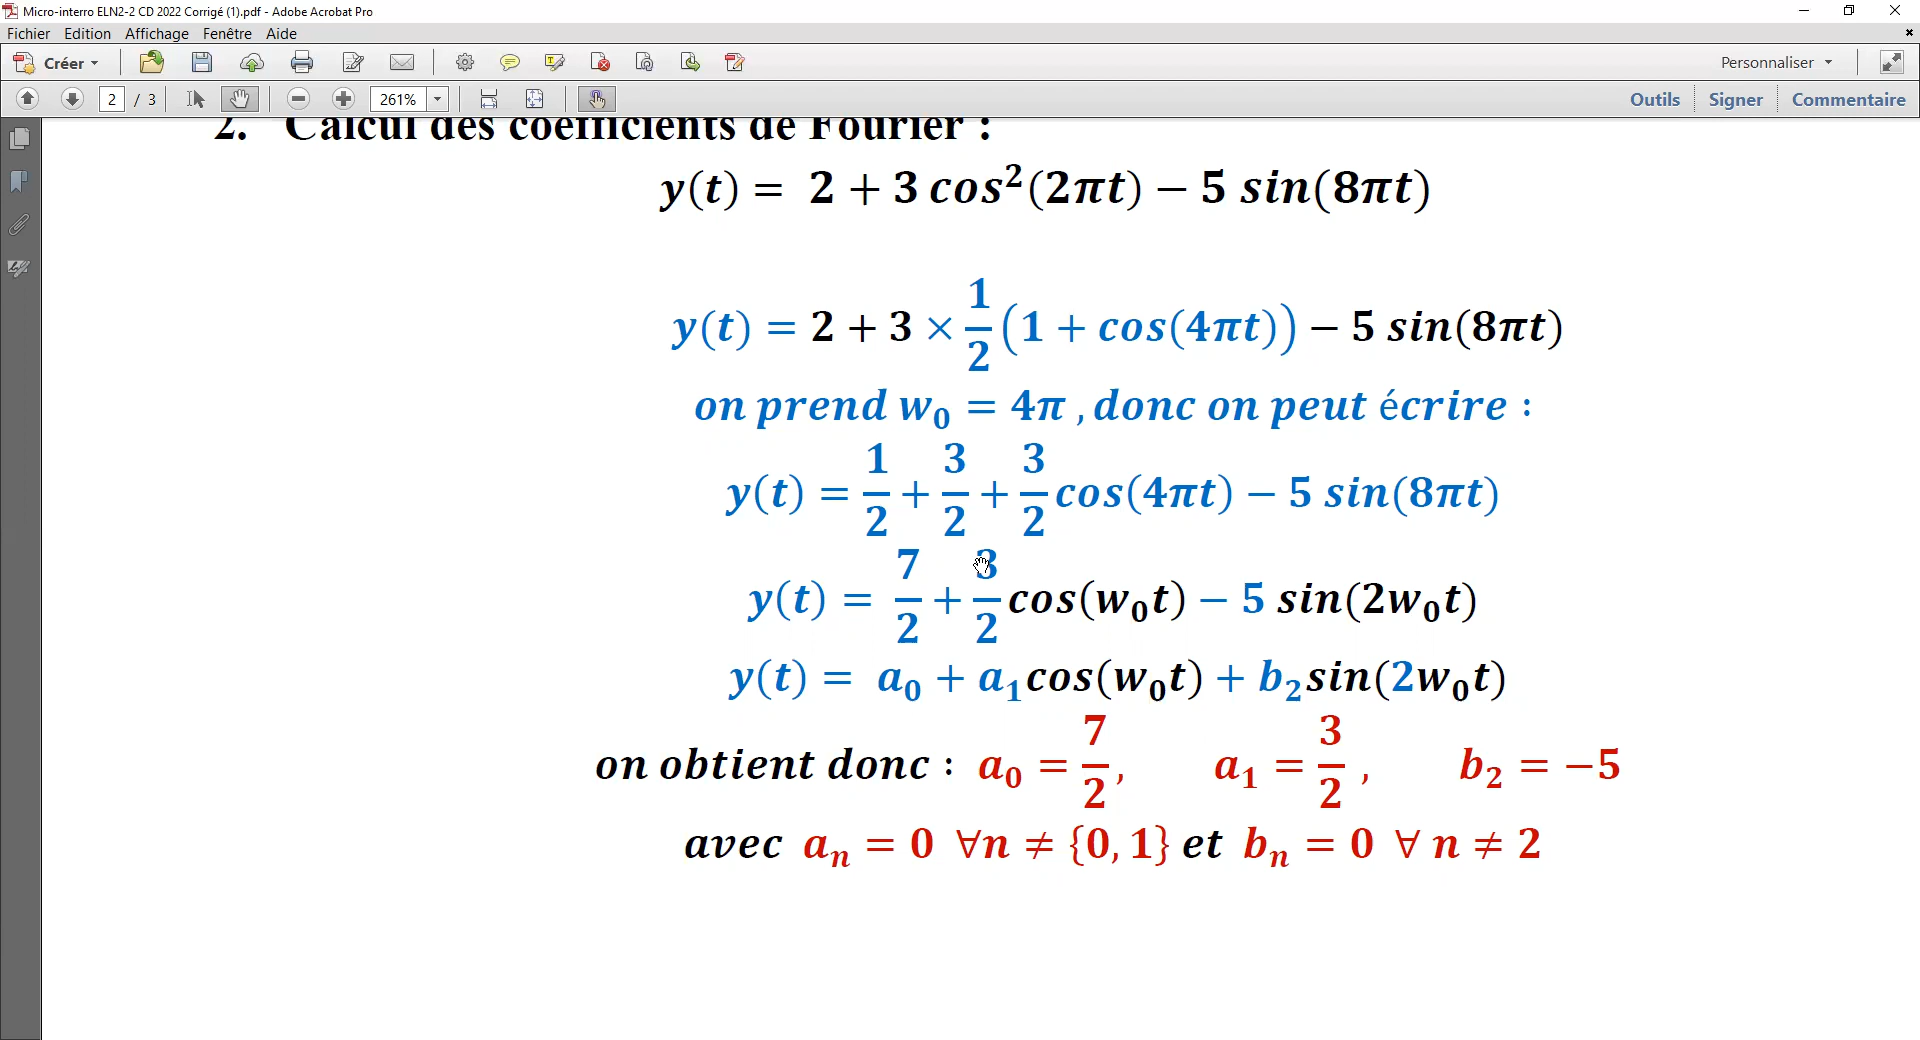 Micro-interro ELN2-2 CD 2022 Corrigé (1).pdf - Adobe Acrobat Pro
Fichier Edition Affichage Fenêtre Aide
Créer Personnaliser
2 / 3 261% Outils Signer Commentaire
2. Calcul des coefficients de Fourier :
y(t) = 2 + 3 cos²(2πt) − 5 sin(8πt)
y(t) = 2 + 3 × 1/2 (1 + cos(4πt)) − 5 sin(8πt)
on prend w₀ = 4π , donc on peut écrire :
y(t) = 1/2 + 3/2 + 3/2 cos(4πt) − 5 sin(8πt)
y(t) = 7/2 + 3/2 cos(w₀t) − 5 sin(2w₀t)
y(t) = a₀ + a₁cos(w₀t) + b₂sin(2w₀t)
on obtient donc : a₀ = 7/2, a₁ = 3/2 , b₂ = −5
avec aₙ = 0 ∀n ≠ {0, 1} et bₙ = 0 ∀ n ≠ 2